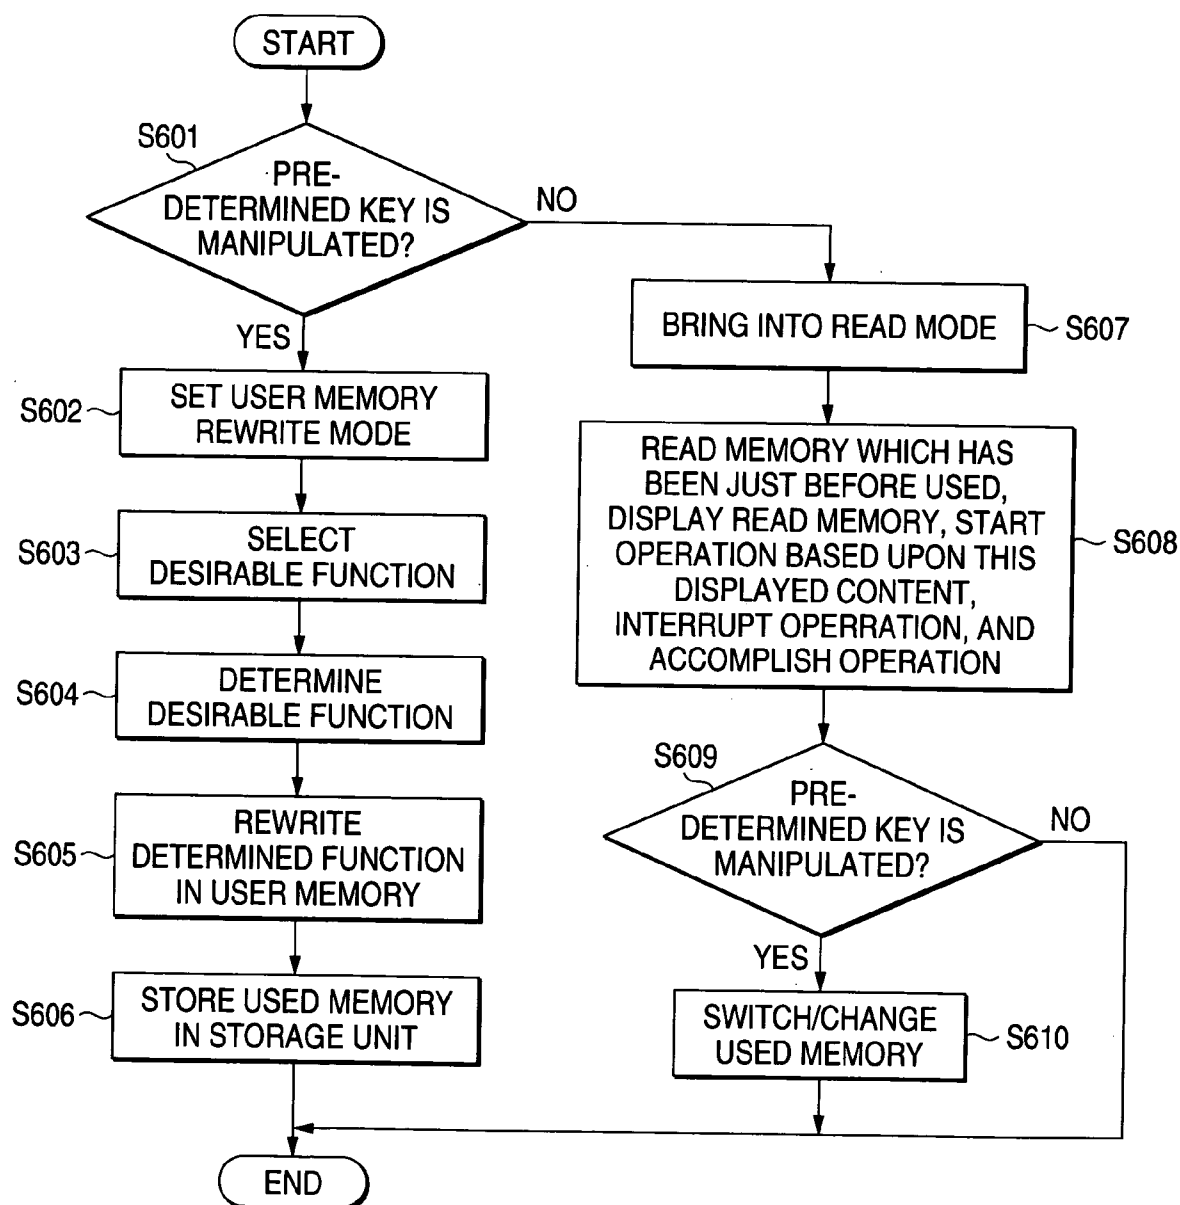 START
S601
PRE-
DETERMINED KEY IS
MANIPULATED?
NO
YES
S602
SET USER MEMORY
REWRITE MODE
S603
SELECT
DESIRABLE FUNCTION
S604
DETERMINE
DESIRABLE FUNCTION
S605
REWRITE
DETERMINED FUNCTION
IN USER MEMORY
S606
STORE USED MEMORY
IN STORAGE UNIT
BRING INTO READ MODE
S607
READ MEMORY WHICH HAS
BEEN JUST BEFORE USED,
DISPLAY READ MEMORY, START
OPERATION BASED UPON THIS
DISPLAYED CONTENT,
INTERRUPT OPERRATION, AND
ACCOMPLISH OPERATION
S608
S609
PRE-
DETERMINED KEY IS
MANIPULATED?
NO
YES
SWITCH/CHANGE
USED MEMORY
S610
END